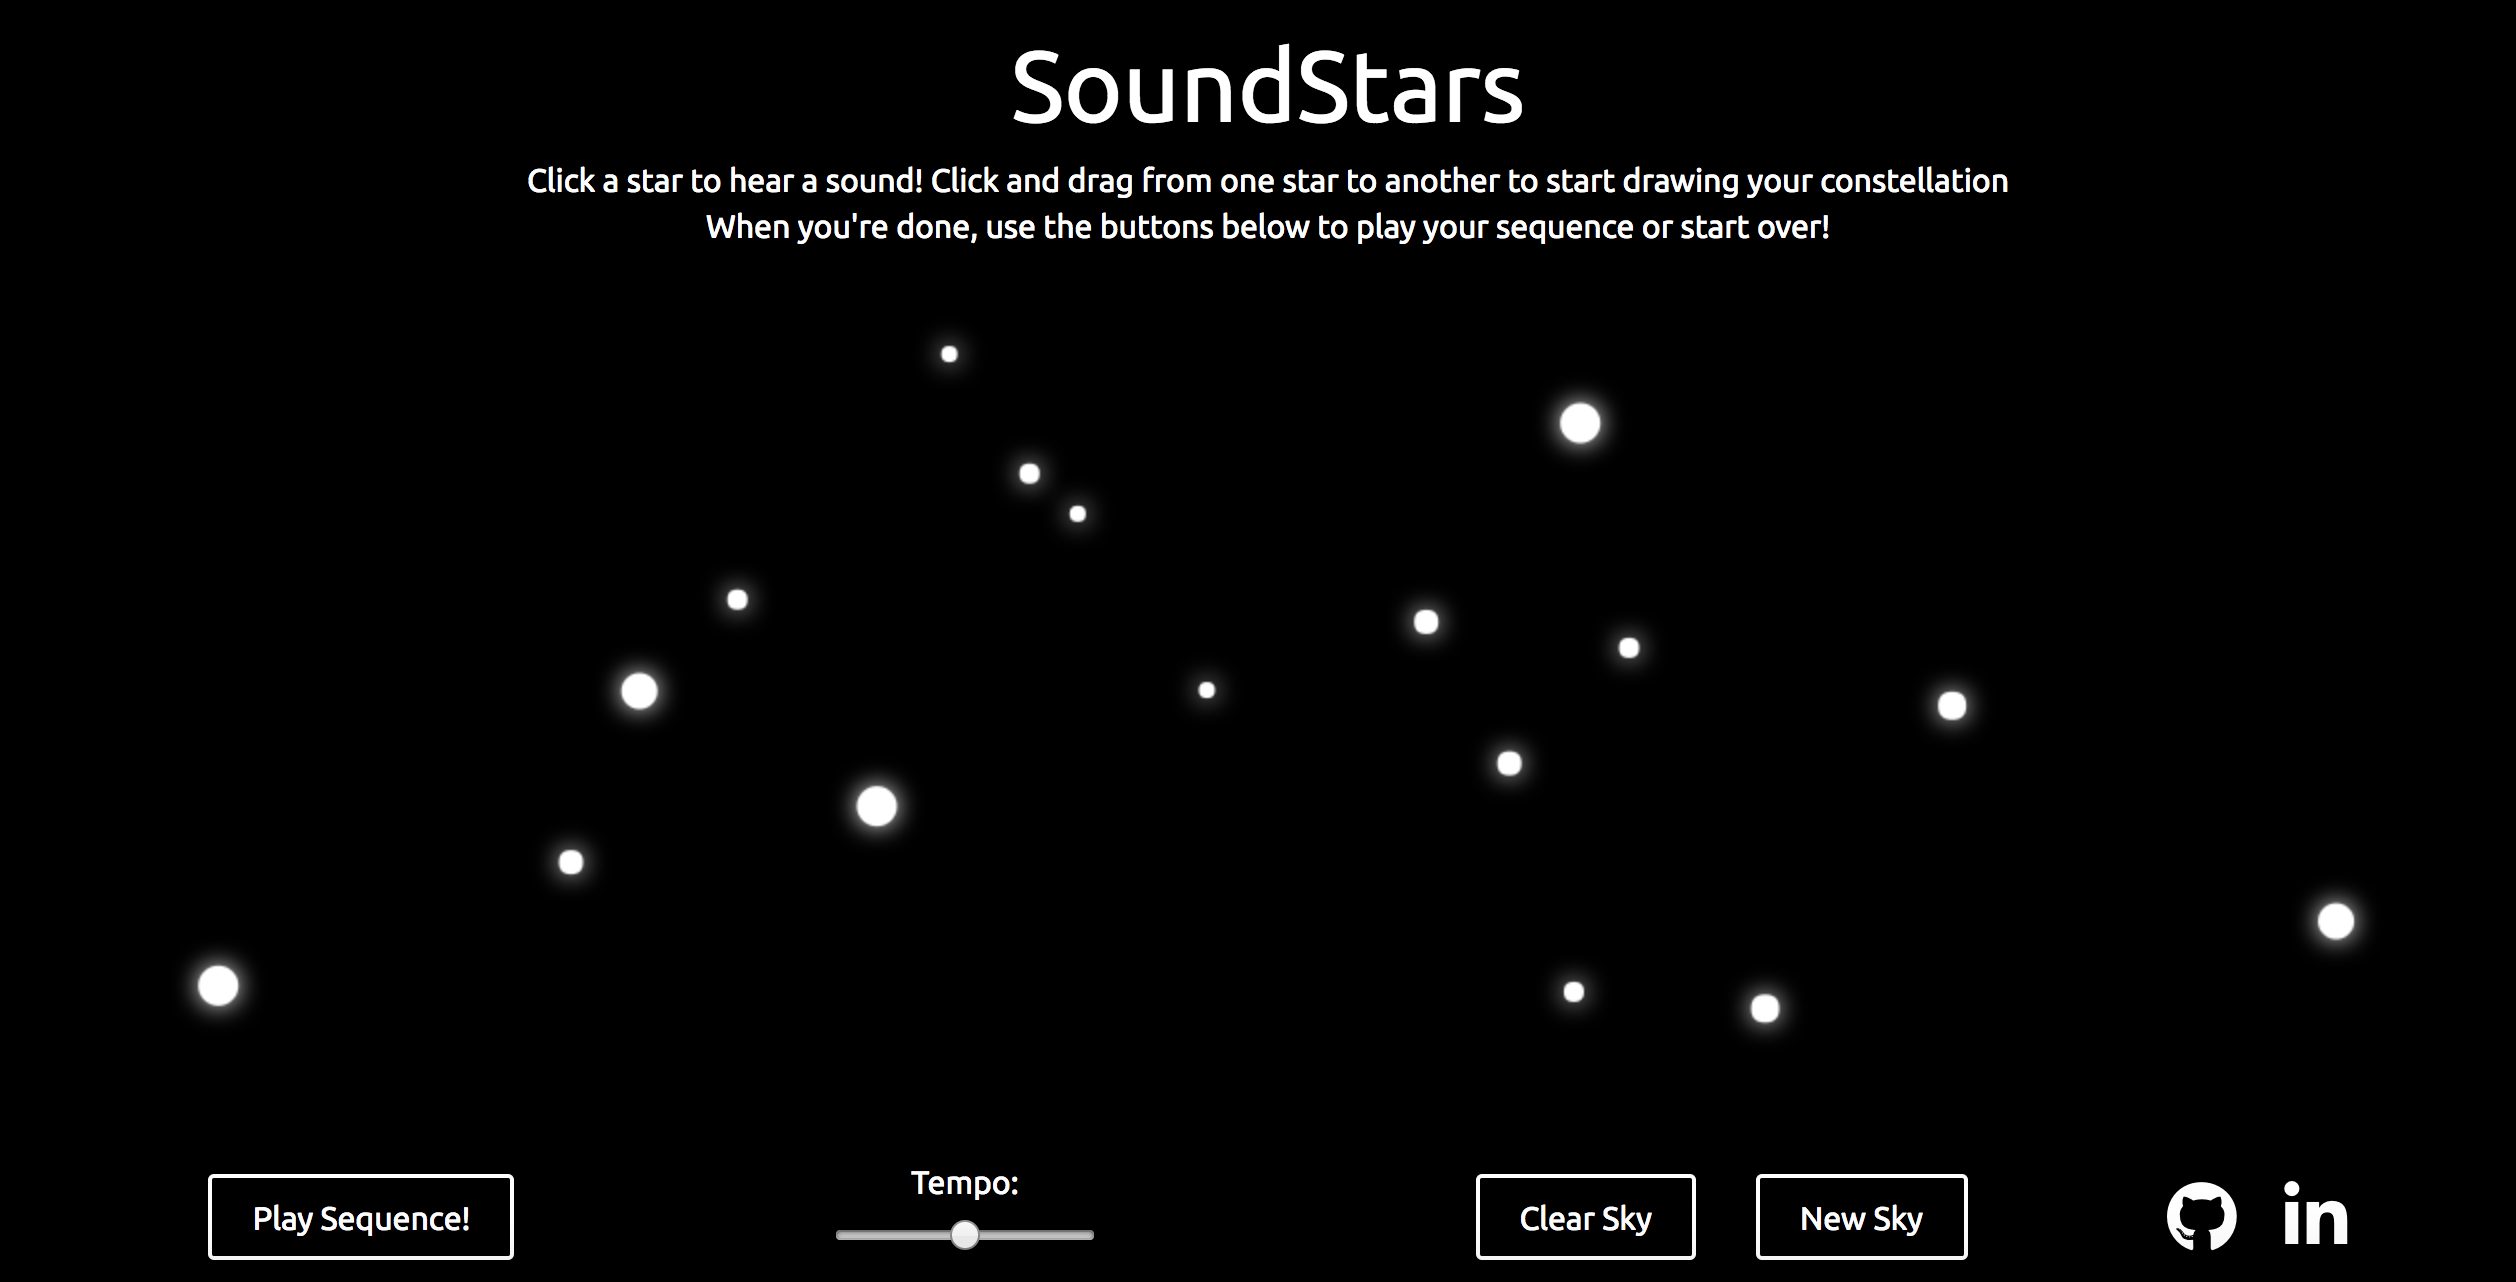 SoundStars
Click a star to hear a sound! Click and drag from one star to another to start drawing your constellation
When you're done, use the buttons below to play your sequence or start over!
Tempo:
Play Sequence!
Clear Sky
New Sky
in